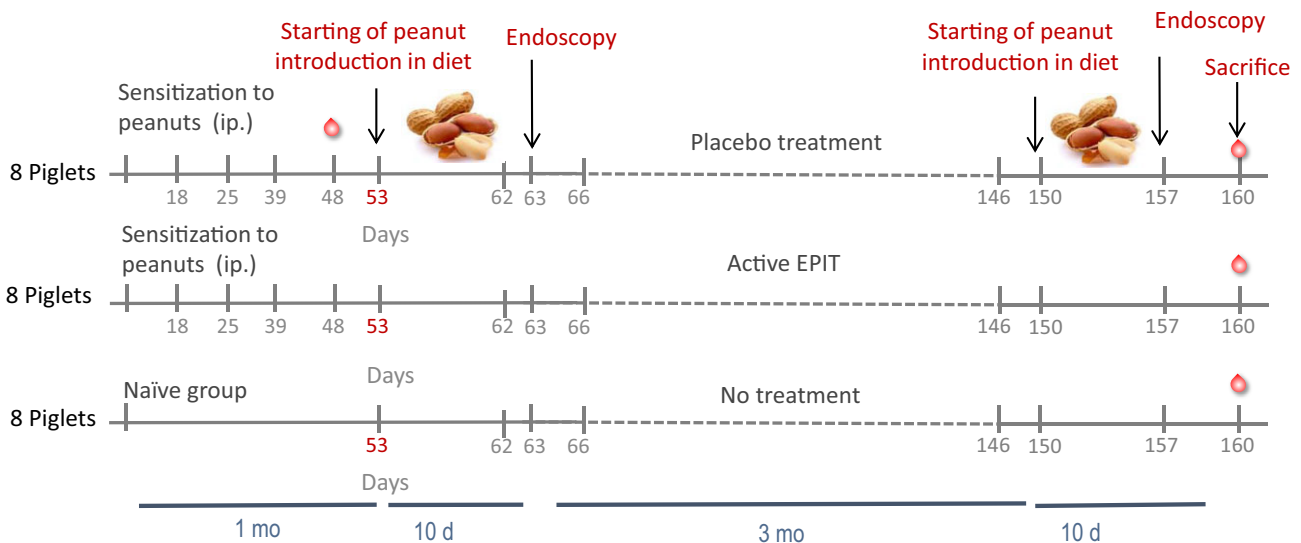 Starting of peanut
introduction in diet
Endoscopy
Starting of peanut
introduction in diet
Endoscopy
Sacrifice
Sensitization to
peanuts (ip.)
Placebo treatment
8 Piglets
18 25 39 48 53 62 63 66 146 150 157 160
Days
Sensitization to
peanuts (ip.)
Active EPIT
8 Piglets
18 25 39 48 53 62 63 66 146 150 157 160
Days
Naïve group
No treatment
8 Piglets
53 62 63 66 146 150 157 160
Days
1 mo 10 d 3 mo 10 d